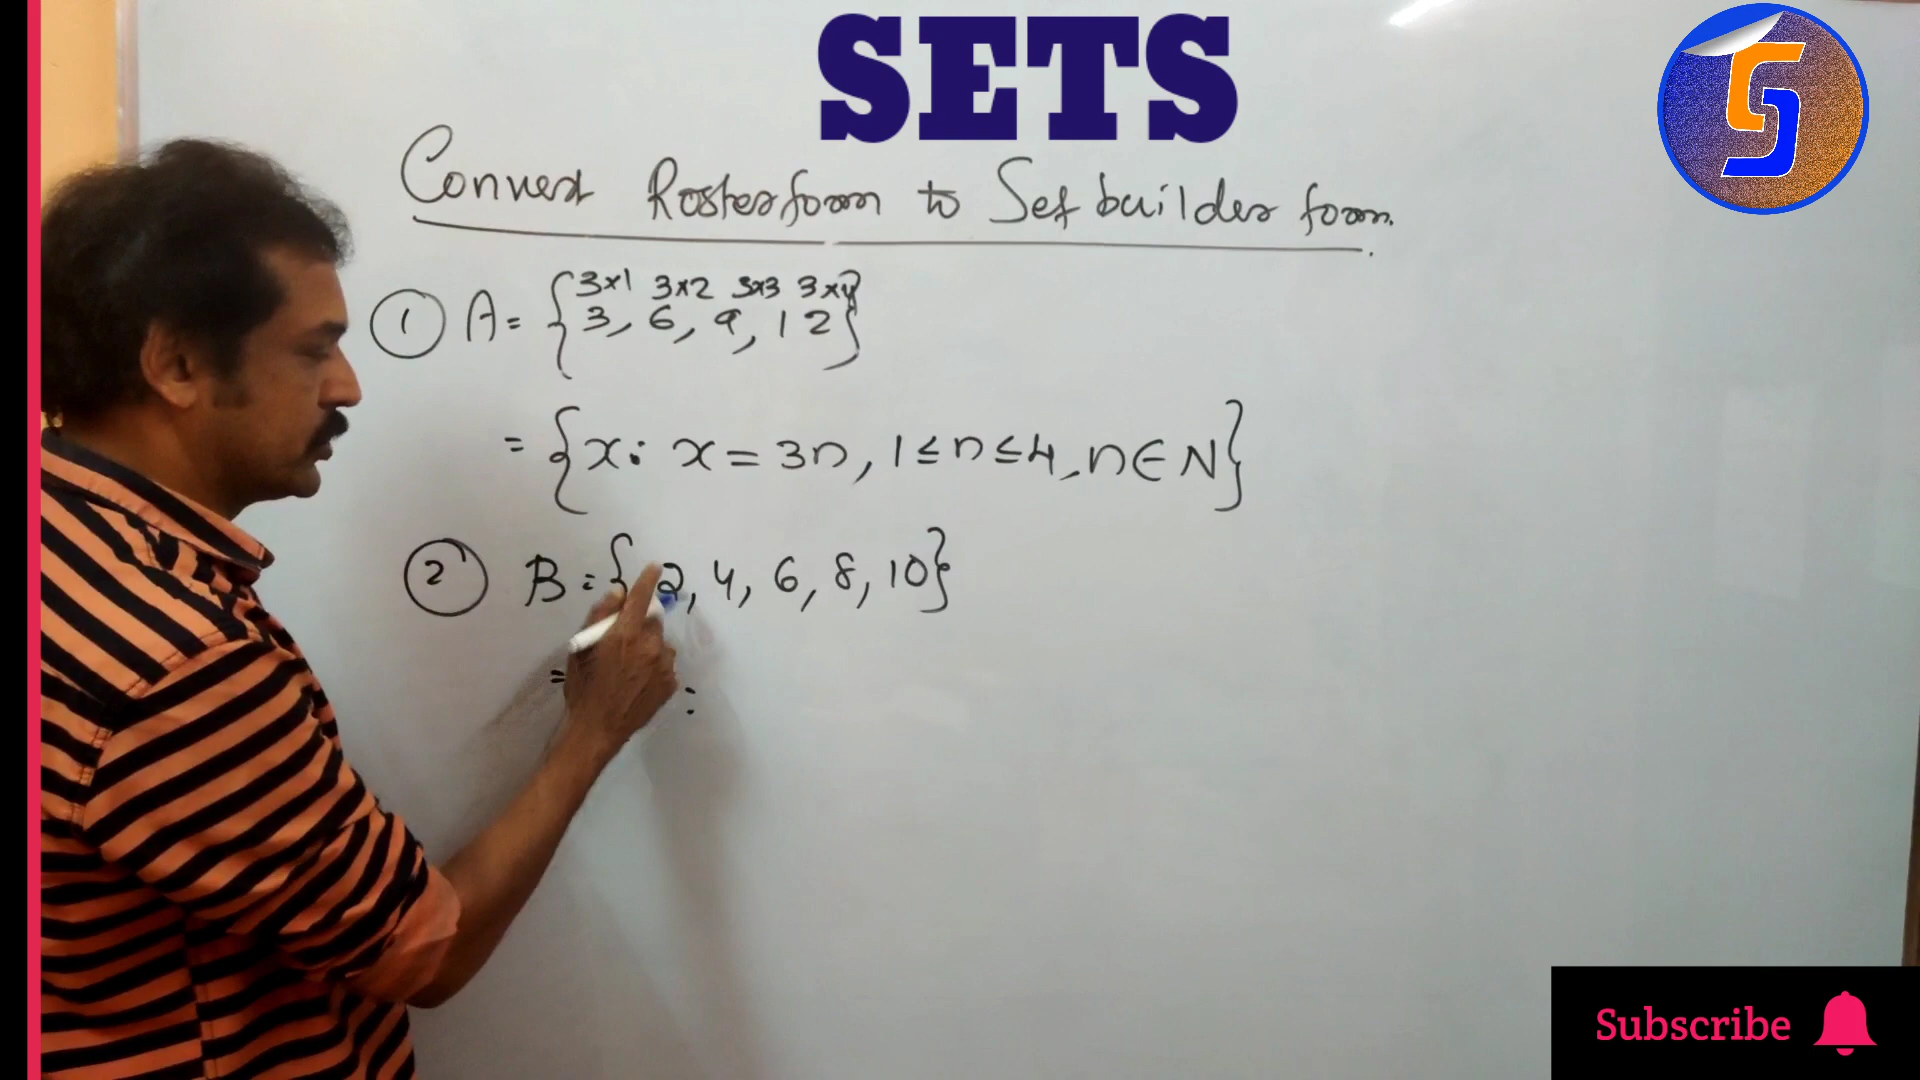 SETS
Convert Roster form to Set builder form.
3×1 3×2 3×3 3×4
① A = {3, 6, 9, 12}
= {x: x = 3n, 1 ≤ n ≤ 4, n ∈ N}
② B = {2, 4, 6, 8, 10}
= :
Subscribe